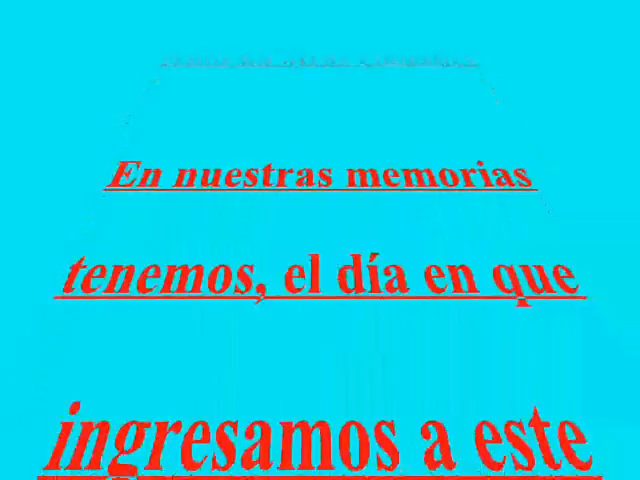 En nuestras memorias
tenemos, el día en que
ingresamos a este